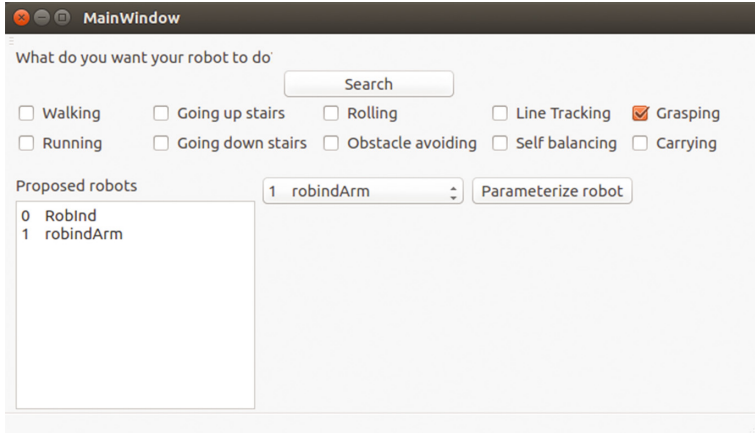 MainWindow
What do you want your robot to do
Search
Walking Going up stairs Rolling Line Tracking Grasping
Running Going down stairs Obstacle avoiding Self balancing Carrying
Proposed robots 1 robindArm Parameterize robot
0 RobInd
1 robindArm